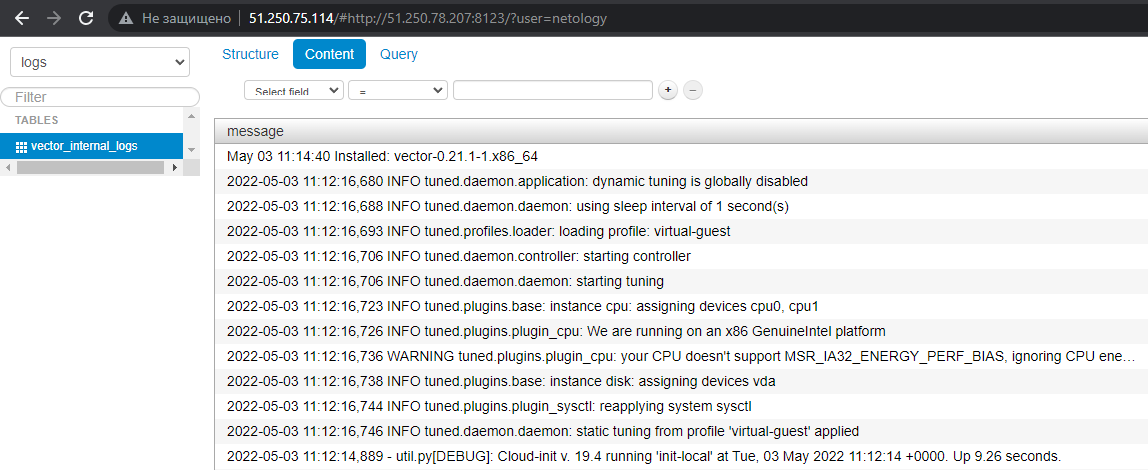 Не защищено | 51.250.75.114/#http://51.250.78.207:8123/?user=netology
logs
Structure
Content
Query
Select field
=
+
−
Filter
TABLES
vector_internal_logs
message
May 03 11:14:40 Installed: vector-0.21.1-1.x86_64
2022-05-03 11:12:16,680 INFO tuned.daemon.application: dynamic tuning is globally disabled
2022-05-03 11:12:16,688 INFO tuned.daemon.daemon: using sleep interval of 1 second(s)
2022-05-03 11:12:16,693 INFO tuned.profiles.loader: loading profile: virtual-guest
2022-05-03 11:12:16,706 INFO tuned.daemon.controller: starting controller
2022-05-03 11:12:16,706 INFO tuned.daemon.daemon: starting tuning
2022-05-03 11:12:16,723 INFO tuned.plugins.base: instance cpu: assigning devices cpu0, cpu1
2022-05-03 11:12:16,726 INFO tuned.plugins.plugin_cpu: We are running on an x86 GenuineIntel platform
2022-05-03 11:12:16,736 WARNING tuned.plugins.plugin_cpu: your CPU doesn't support MSR_IA32_ENERGY_PERF_BIAS, ignoring CPU ene…
2022-05-03 11:12:16,738 INFO tuned.plugins.base: instance disk: assigning devices vda
2022-05-03 11:12:16,744 INFO tuned.plugins.plugin_sysctl: reapplying system sysctl
2022-05-03 11:12:16,746 INFO tuned.daemon.daemon: static tuning from profile 'virtual-guest' applied
2022-05-03 11:12:14,889 - util.py[DEBUG]: Cloud-init v. 19.4 running 'init-local' at Tue, 03 May 2022 11:12:14 +0000. Up 9.26 seconds.